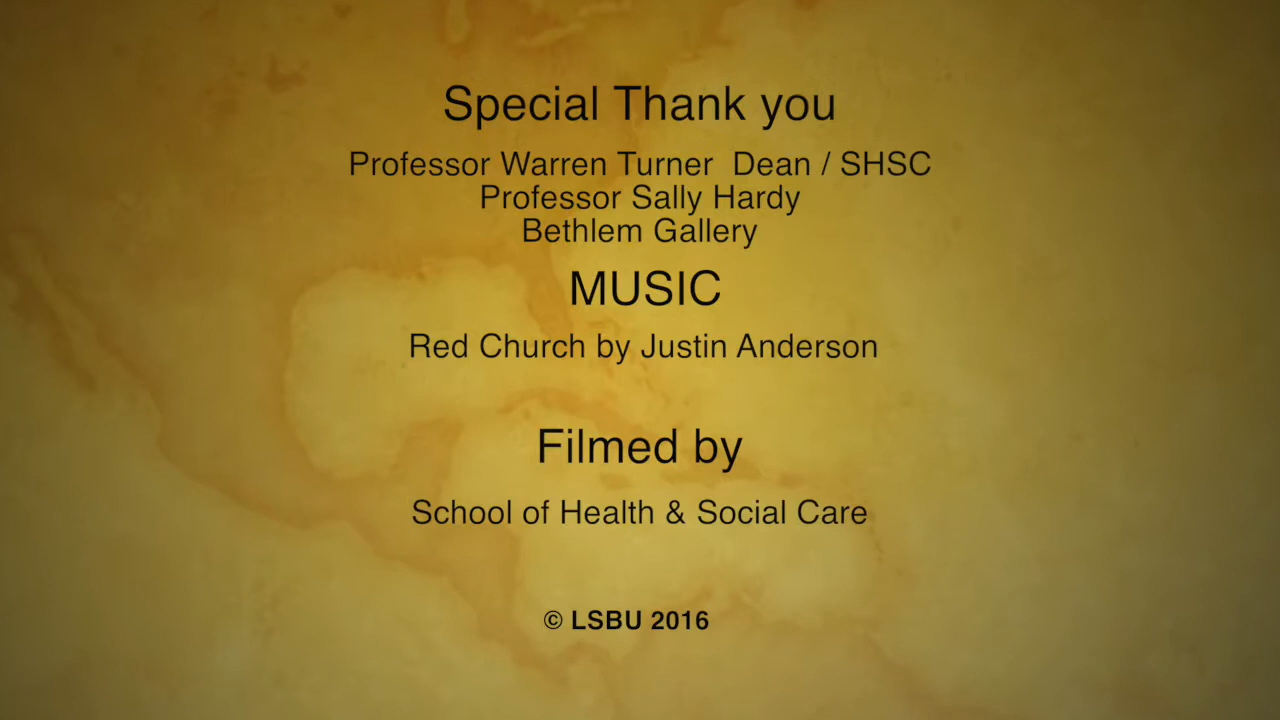 Special Thank you
Professor Warren Turner  Dean / SHSC
Professor Sally Hardy
Bethlem Gallery
MUSIC
Red Church by Justin Anderson
Filmed by
School of Health & Social Care
© LSBU 2016